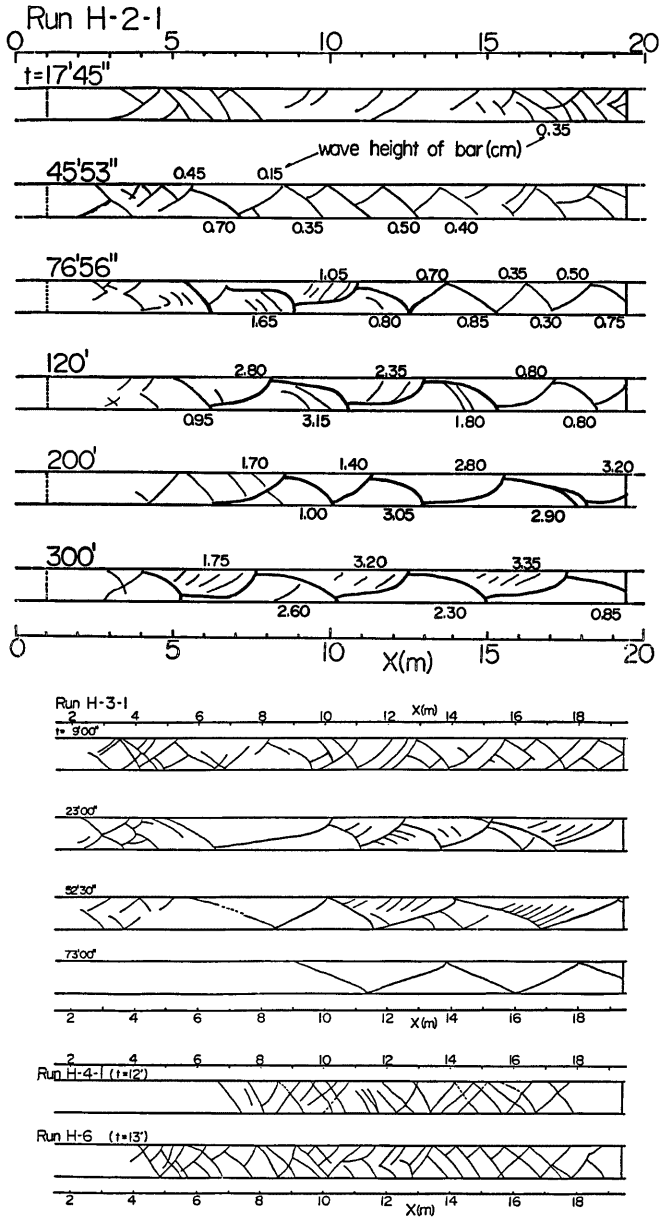 Run H-2-1
0 5 10 15 20
t=17'45"
0.35
wave height of bar (cm)
45'53" 0.45 0.15
0.70 0.35 0.50 0.40
76'56" 1.05 0.70 0.35 0.50
1.65 0.80 0.85 0.30 0.75
120' 2.80 2.35 0.80
0.95 3.15 1.80 0.80
200' 1.70 1.40 2.80 3.20
1.00 3.05 2.90
300' 1.75 3.20 3.35
2.60 2.30 0.85
0 5 10 15 20
X(m)
Run H-3-1
X(m)
2 4 6 8 10 12 14 16 18
t= 9'00"
23'00"
52'30"
73'00"
2 4 6 8 10 12 14 16 18
X(m)
2 4 6 8 10 12 14 16 18
Run H-4-1 (t=12')
Run H-6 (t=13')
2 4 6 8 10 12 14 16 18
X(m)